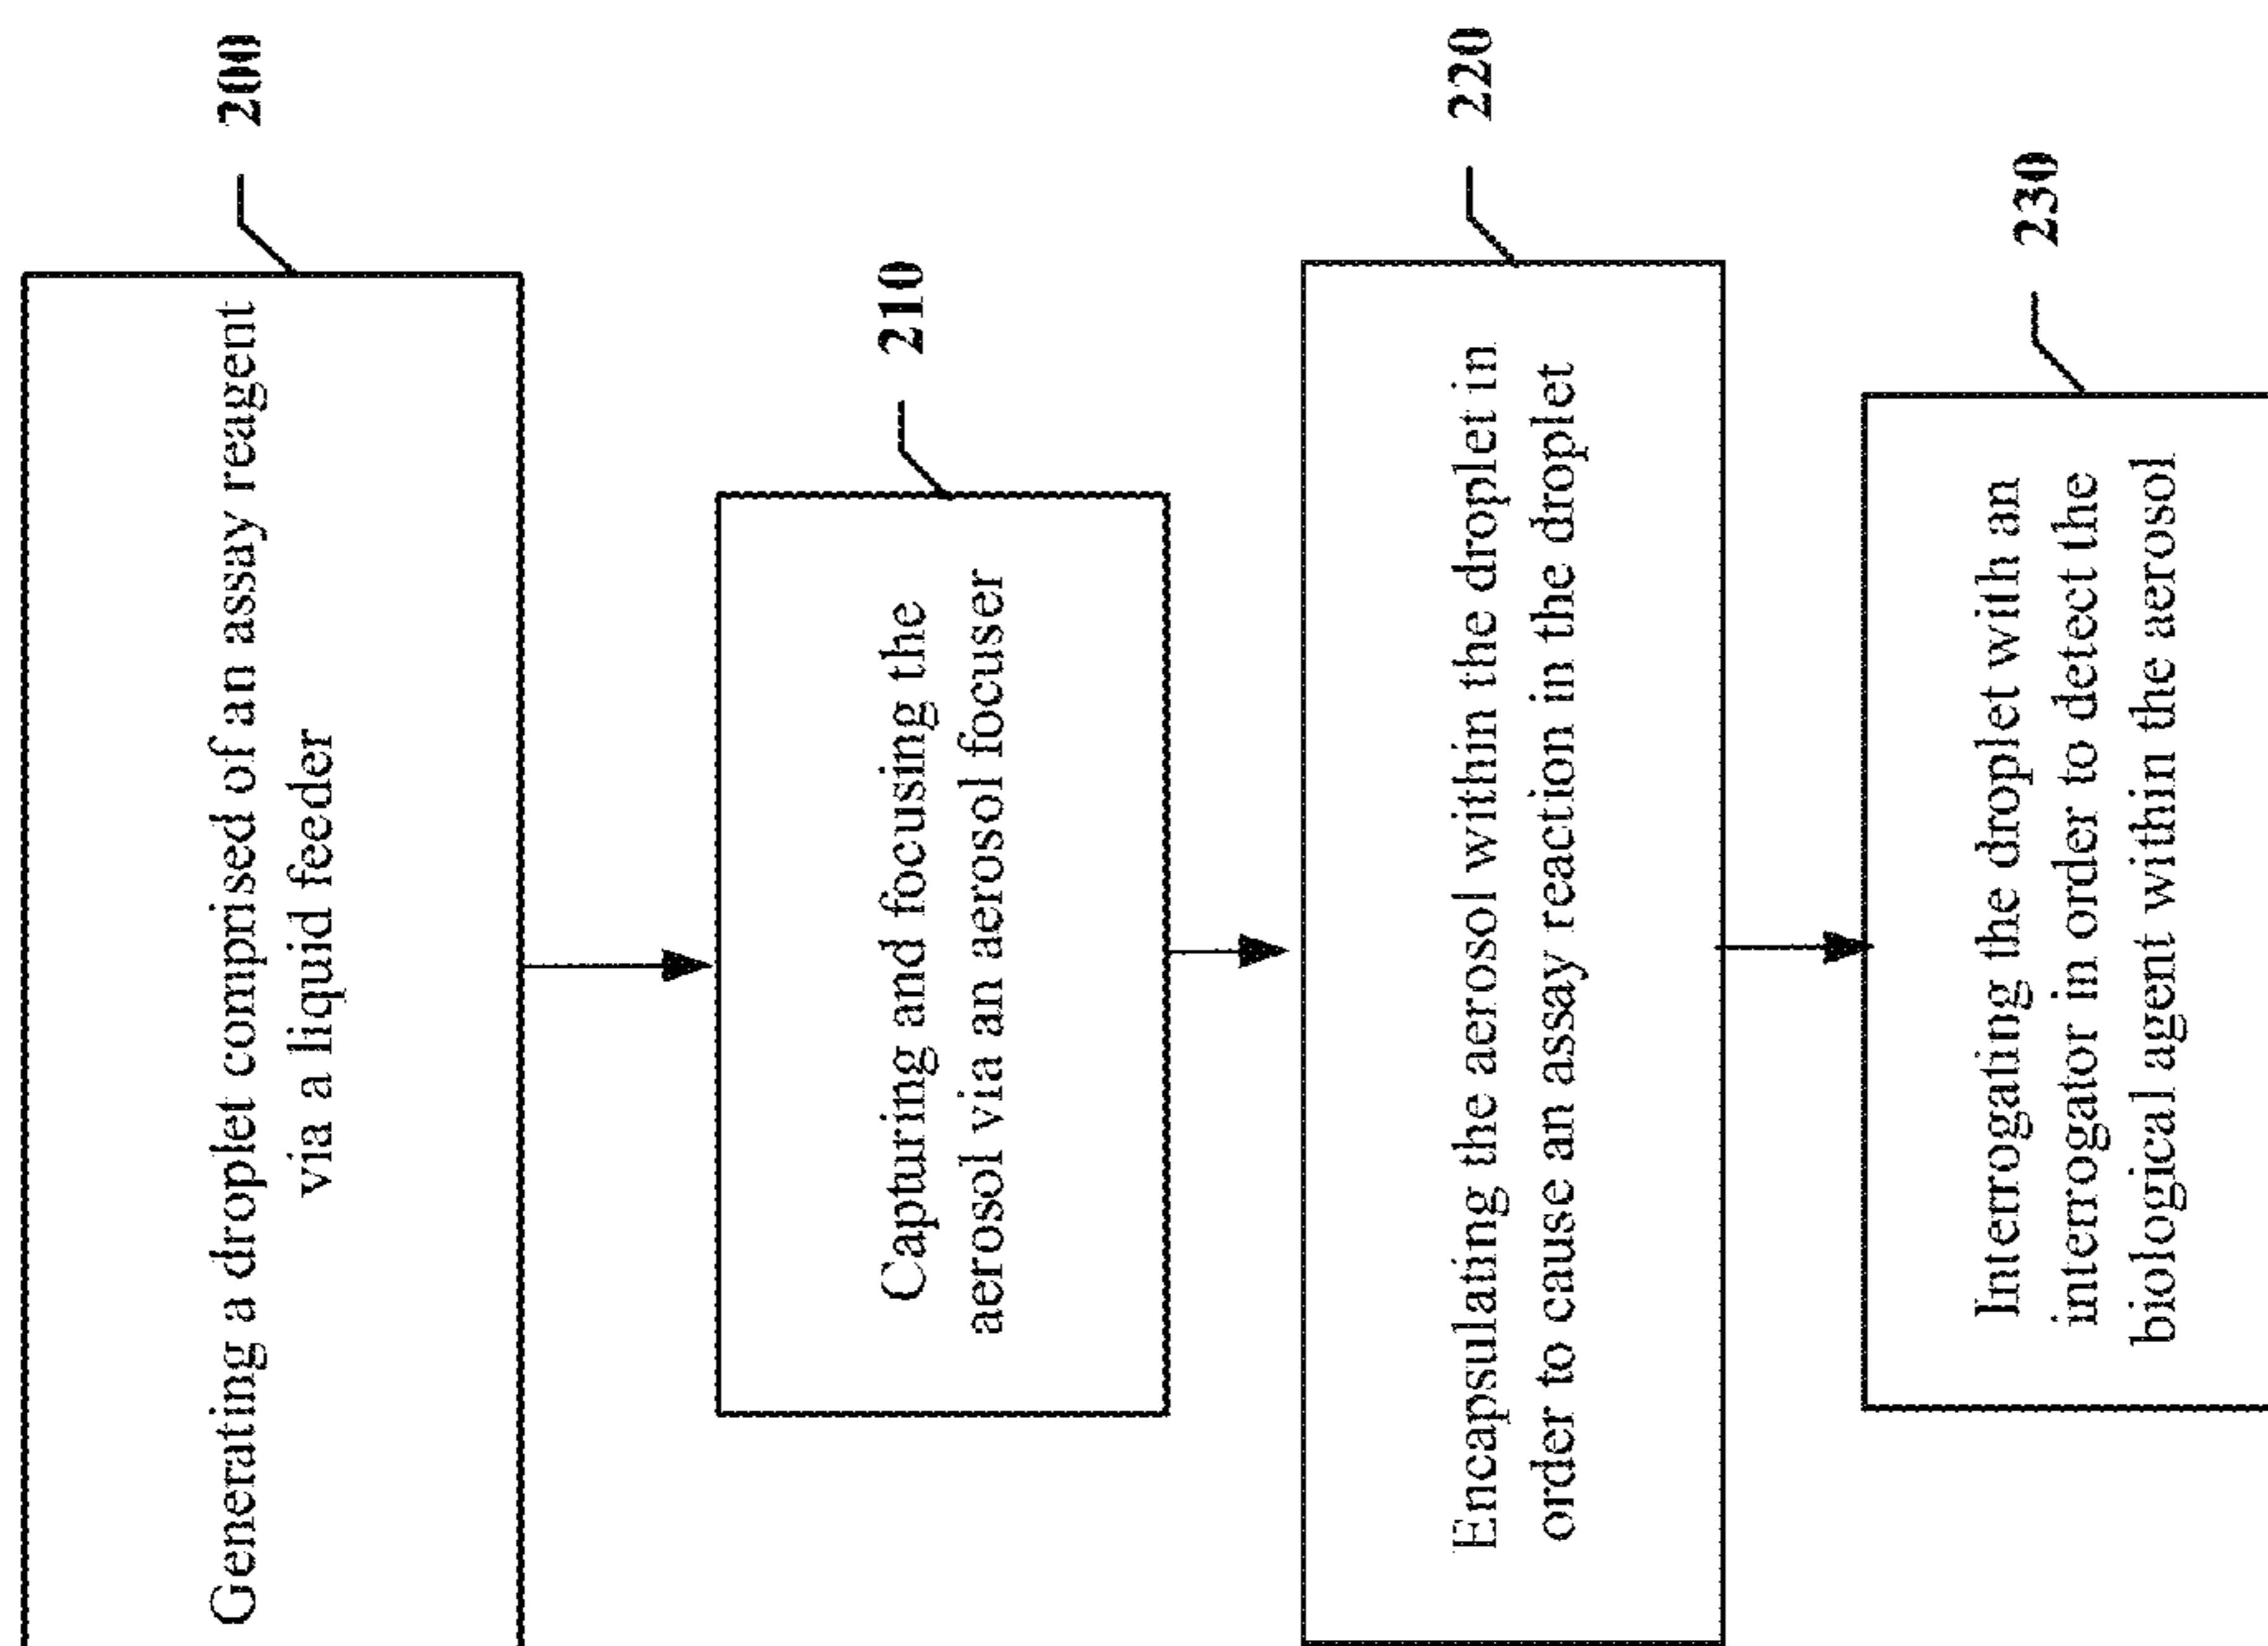 Generating a droplet comprised of an assay reagent
via a liquid feeder
200
Capturing and focusing the
aerosol via an aerosol focuser
210
Encapsulating the aerosol within the droplet in
order to cause an assay reaction in the droplet
220
Interrogating the droplet with an
interrogator in order to detect the
biological agent within the aerosol
230